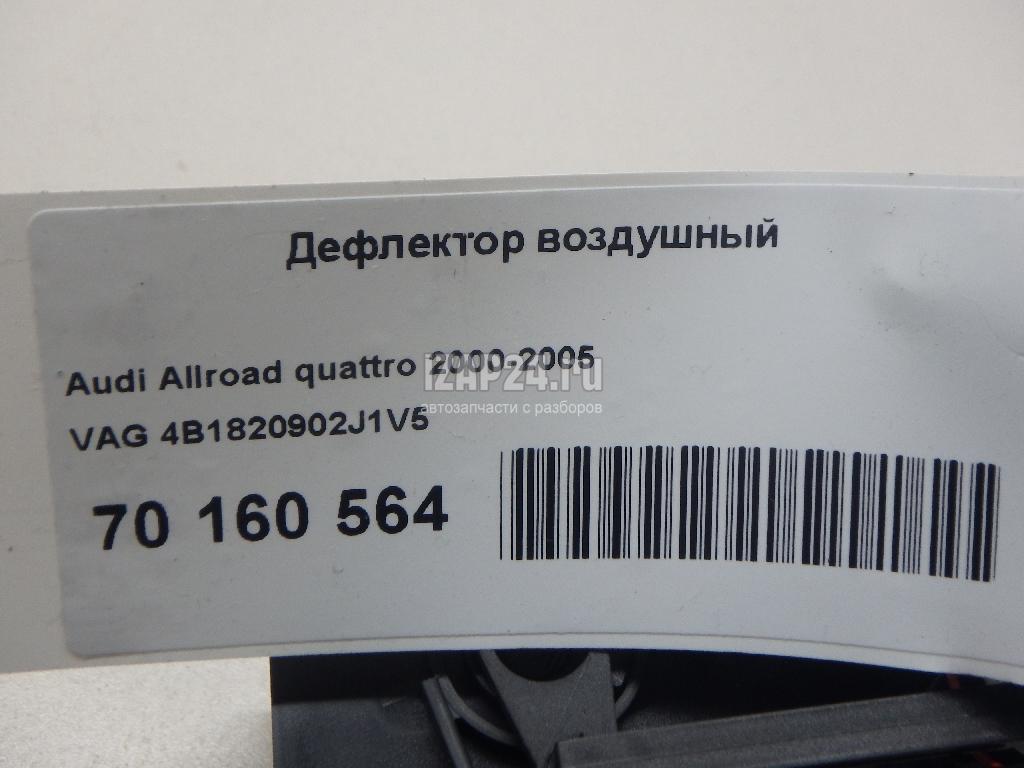 Дефлектор воздушный
Audi Allroad quattro 2000-2005
IZAP24.ru
автозапчасти с разборов
VAG 4B1820902J1V5
70 160 564